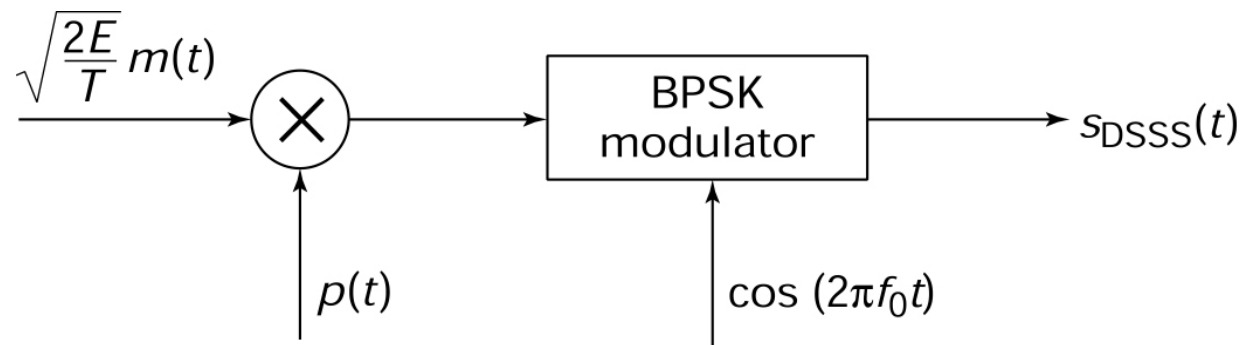 √(2E/T) m(t)
BPSK
modulator
s_DSSS(t)
p(t)
cos (2πf₀t)